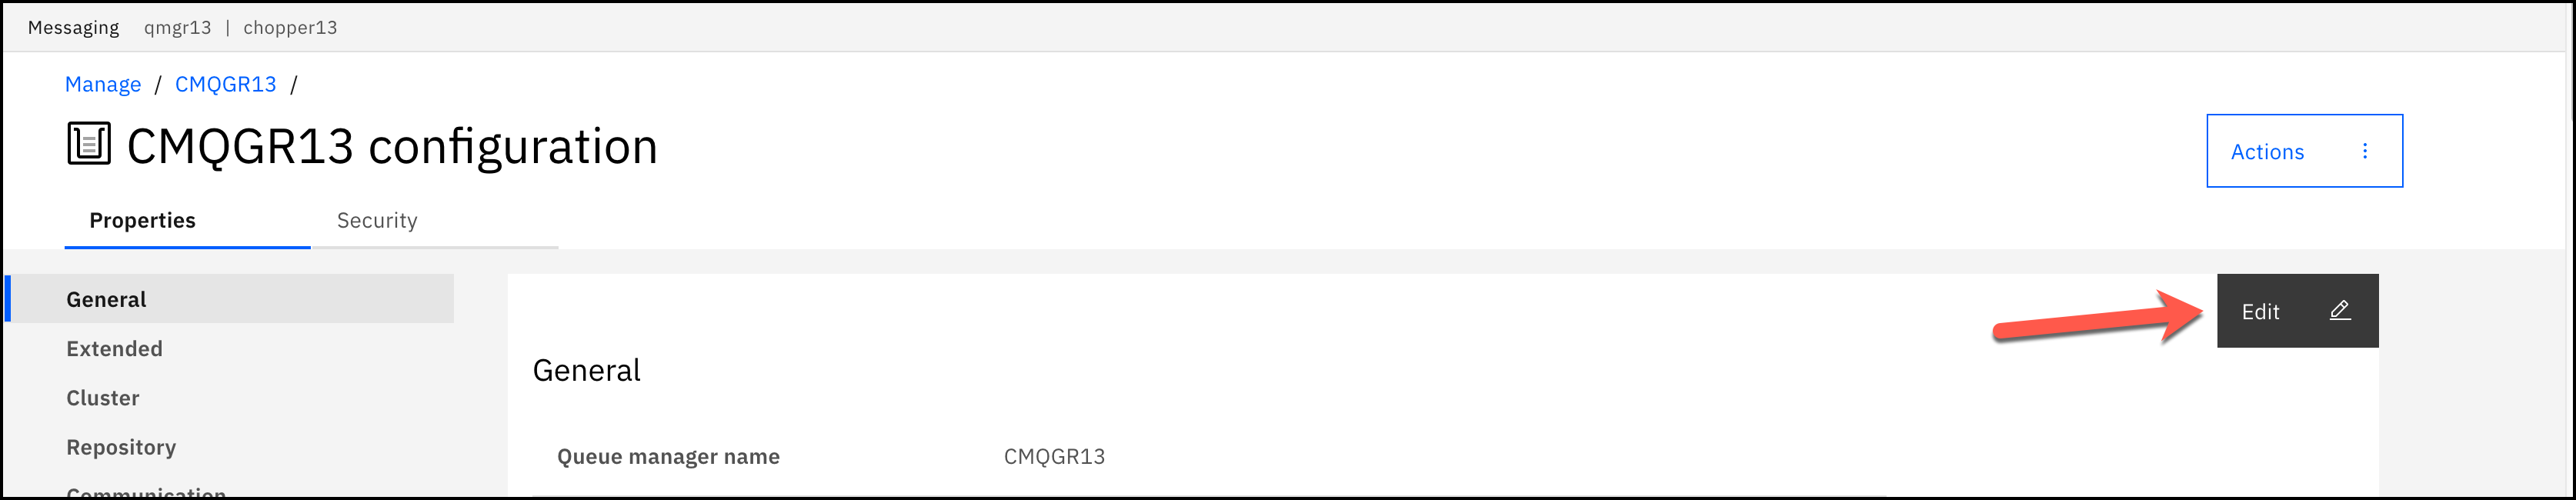 Messaging qmgr13 | chopper13
Manage / CMQGR13 /
CMQGR13 configuration
Actions
Properties Security
General
Extended
Cluster
Repository
Communication
Edit
General
Queue manager name CMQGR13